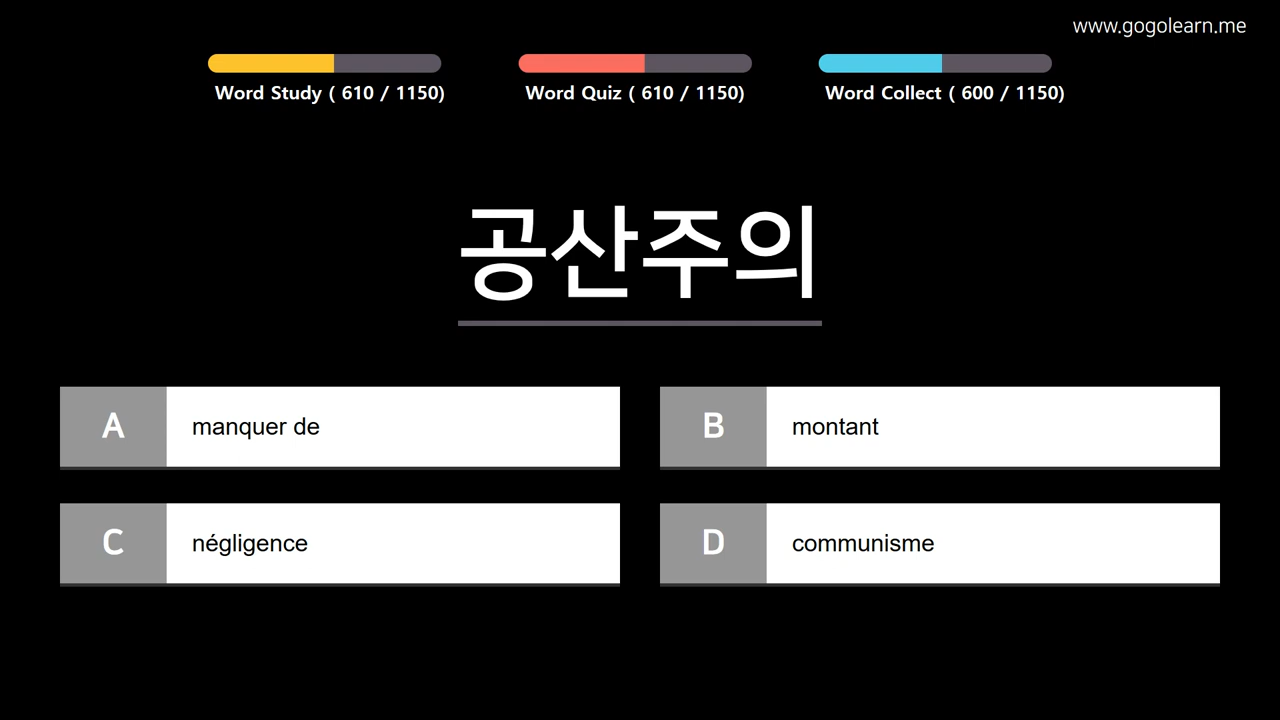 www.gogolearn.me
Word Study ( 610 / 1150)
Word Quiz ( 610 / 1150)
Word Collect ( 600 / 1150)
공산주의
A
manquer de
B
montant
C
négligence
D
communisme